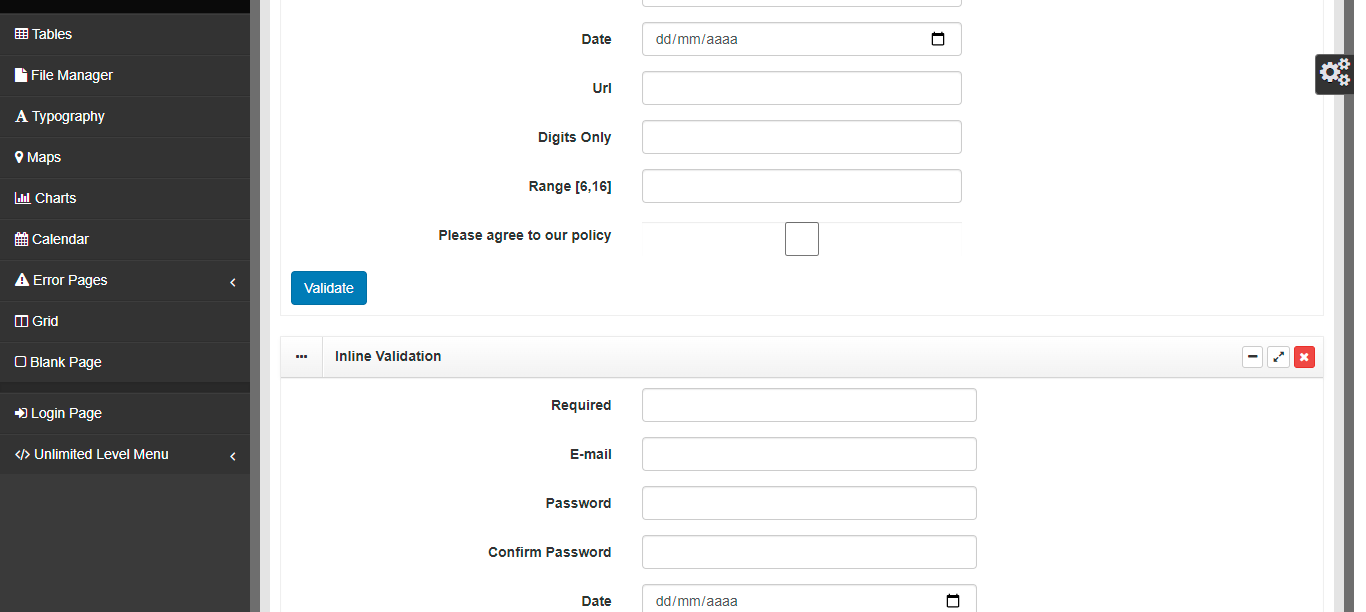 Tables
File Manager
Typography
Maps
Charts
Calendar
Error Pages
Grid
Blank Page
Login Page
Unlimited Level Menu
Date dd/mm/aaaa
Url
Digits Only
Range [6,16]
Please agree to our policy
Validate
Inline Validation
Required
E-mail
Password
Confirm Password
Date dd/mm/aaaa